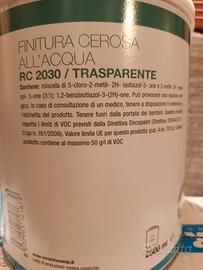 FINITURA CEROSA
ALL'ACQUA
RC 2030 / TRASPARENTE
Contiene: miscela di 5-cloro-2-metil- 2H- isotiazol-3- one e 2-metil-
isotiazol- 3-one (3:1); 1,2-benzisotiazol-3-(2H)-one. Può provocare una reazione
gica. In caso di consultazione di un medico, tenere a disposizione il contenitore
l'etichetta del prodotto. Tenere fuori dalla portata dei bambini. Questo
rispetta i limiti di VOC previsti dalla Direttiva Decopaint
D.lgs n. 161/2006). Valore limite UE per questo prodotto (cat. A/e): 130
contiene al massimo 50 g/l di VOC
2500 ml e